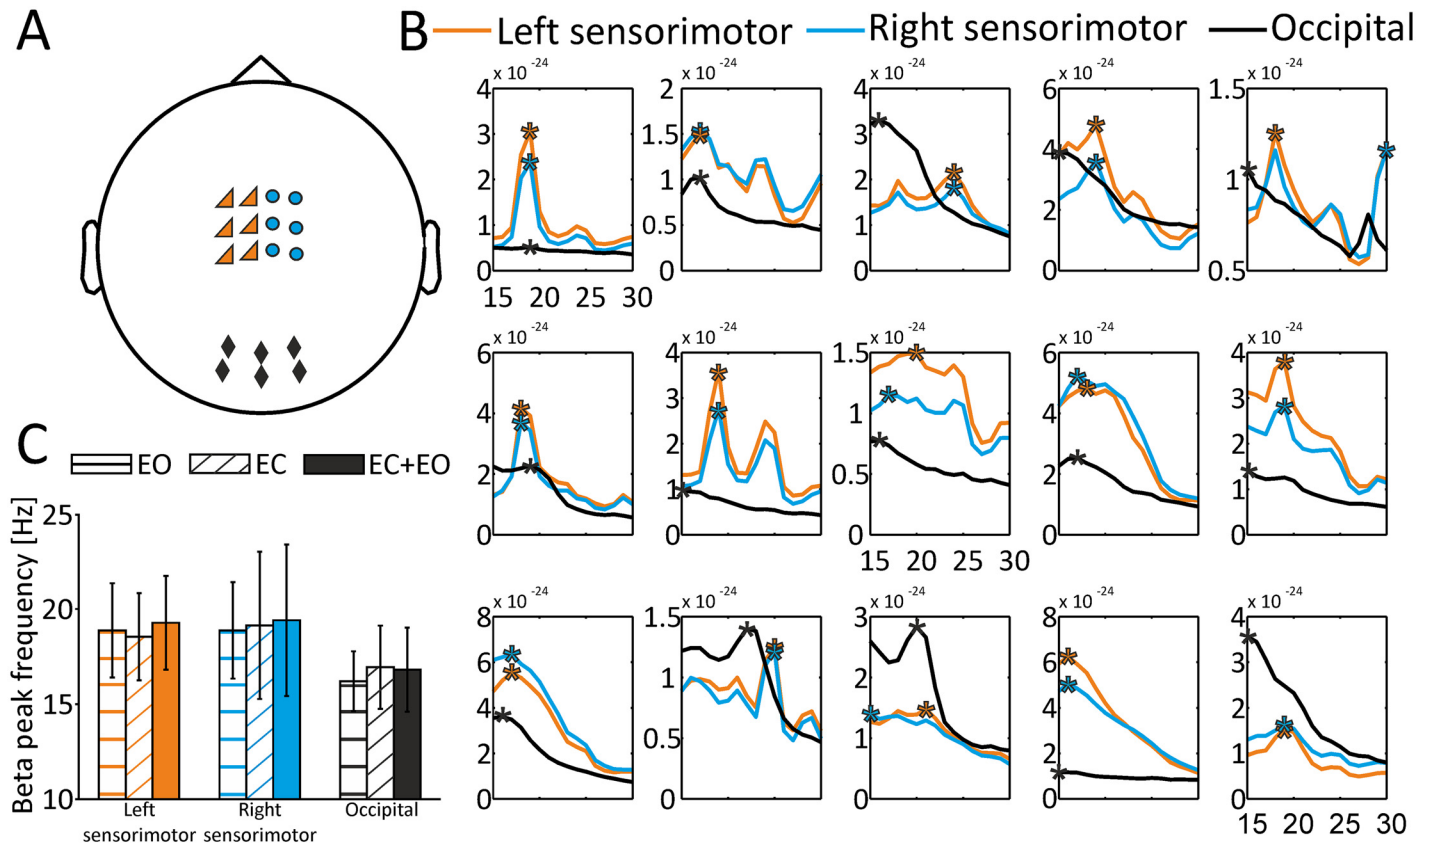 A
B
Left sensorimotor
Right sensorimotor
Occipital
x 10 -24
x 10 -24
x 10 -24
x 10 -24
x 10 -24
4
3
2
1
0
2
1.5
1
0.5
0
4
3
2
1
0
6
4
2
0
1.5
1
0.5
15 20 25 30
x 10 -24
x 10 -24
x 10 -24
x 10 -24
x 10 -24
6
4
2
0
4
3
2
1
0
1.5
1
0.5
0
6
4
2
0
4
3
2
1
0
15 20 25 30
x 10 -24
x 10 -24
x 10 -24
x 10 -24
x 10 -24
8
6
4
2
0
1.5
1
0.5
0
3
2
1
0
8
6
4
2
0
4
3
2
1
0
15 20 25 30
C
EO
EC
EC+EO
Beta peak frequency [Hz]
25
20
15
10
Left
sensorimotor
Right
sensorimotor
Occipital